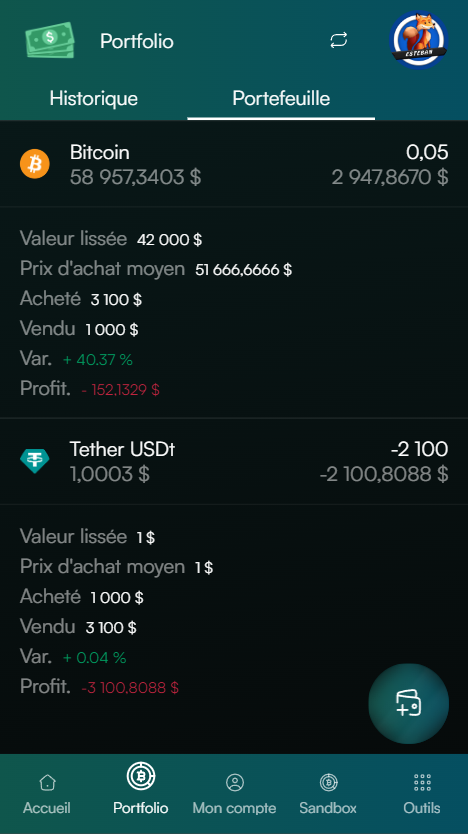 Portfolio
ESTEBAN
Historique Portefeuille
Bitcoin 0,05
58 957,3403 $ 2 947,8670 $
Valeur lissée 42 000 $
Prix d'achat moyen 51 666,6666 $
Acheté 3 100 $
Vendu 1 000 $
Var. + 40.37 %
Profit. - 152,1329 $
Tether USDt -2 100
1,0003 $ -2 100,8088 $
Valeur lissée 1 $
Prix d'achat moyen 1 $
Acheté 1 000 $
Vendu 3 100 $
Var. + 0.04 %
Profit. -3 100,8088 $
Accueil Portfolio Mon compte Sandbox Outils